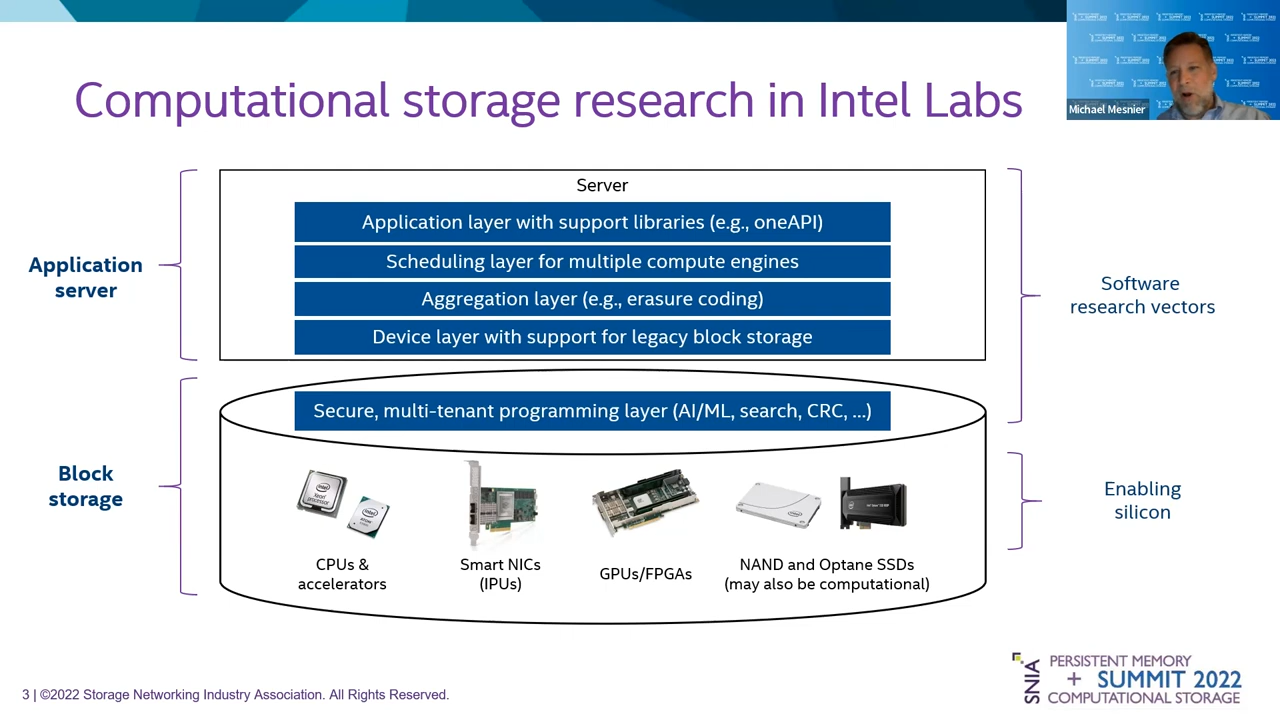 Computational storage research in Intel Labs
Michael Mesnier
Server
Application layer with support libraries (e.g., oneAPI)
Scheduling layer for multiple compute engines
Aggregation layer (e.g., erasure coding)
Device layer with support for legacy block storage
Application
server
Software
research vectors
Secure, multi-tenant programming layer (AI/ML, search, CRC, ...)
Block
storage
Enabling
silicon
CPUs &
accelerators
Smart NICs
(IPUs)
GPUs/FPGAs
NAND and Optane SSDs
(may also be computational)
3 | ©2022 Storage Networking Industry Association. All Rights Reserved.
SNIA
PERSISTENT MEMORY
+ SUMMIT 2022
COMPUTATIONAL STORAGE